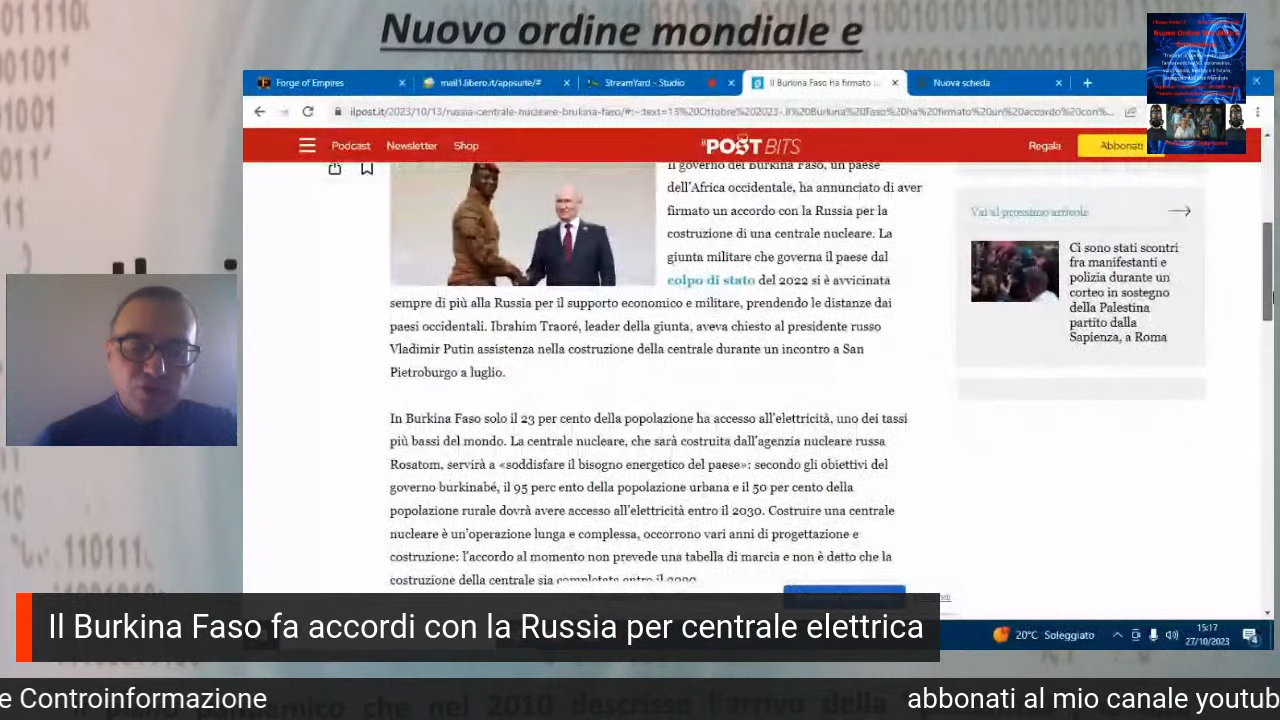 Nuovo ordine mondiale e
Forge of Empires
mail1.libero.it/appsuite/#
StreamYard - Studio
Il Burkina Faso ha firmato
Nuova scheda
Podcast
Newsletter
Shop
il POST BITS
Regala
Abbonati
Il governo del Burkina Faso, un paese
dell'Africa occidentale, ha annunciato di aver
firmato un accordo con la Russia per la
costruzione di una centrale nucleare. La
giunta militare che governa il paese dal
colpo di stato del 2022 si è avvicinata
sempre di più alla Russia per il supporto economico e militare, prendendo le distanze dai
paesi occidentali. Ibrahim Traoré, leader della giunta, aveva chiesto al presidente russo
Vladimir Putin assistenza nella costruzione della centrale durante un incontro a San
Pietroburgo a luglio.
In Burkina Faso solo il 23 per cento della popolazione ha accesso all'elettricità, uno dei tassi
più bassi del mondo. La centrale nucleare, che sarà costruita dall'agenzia nucleare russa
Rosatom, servirà a «soddisfare il bisogno energetico del paese»: secondo gli obiettivi del
governo burkinabé, il 95 perc ento della popolazione urbana e il 50 per cento della
popolazione rurale dovrà avere accesso all'elettricità entro il 2030. Costruire una centrale
nucleare è un'operazione lunga e complessa, occorrono vari anni di progettazione e
costruzione: l'accordo al momento non prevede una tabella di marcia e non è detto che la
costruzione della centrale sia completata entro il 2030.
Vai al prossimo articolo
Ci sono stati scontri
fra manifestanti e
polizia durante un
corteo in sostegno
della Palestina
partito dalla
Sapienza, a Roma
20°C Soleggiato
15:17
27/10/2023
Il Burkina Faso fa accordi con la Russia per centrale elettrica
e Controinformazione
abbonati al mio canale youtub